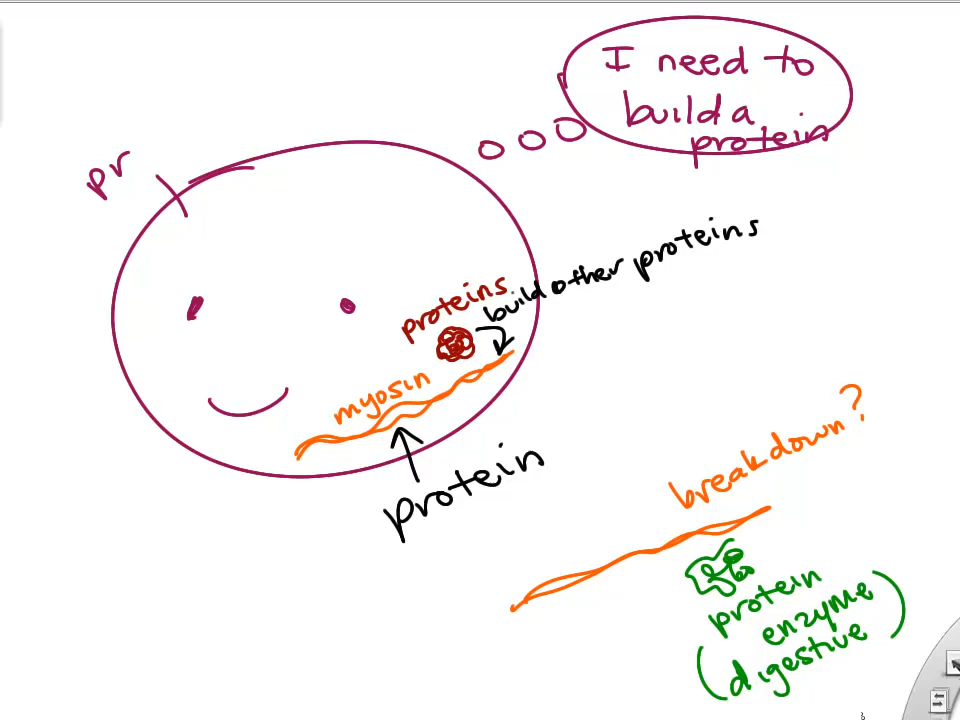 I need to
build a
protein
pr
proteins
build other proteins
myosin
protein
breakdown?
protein
enzyme
(digestive)